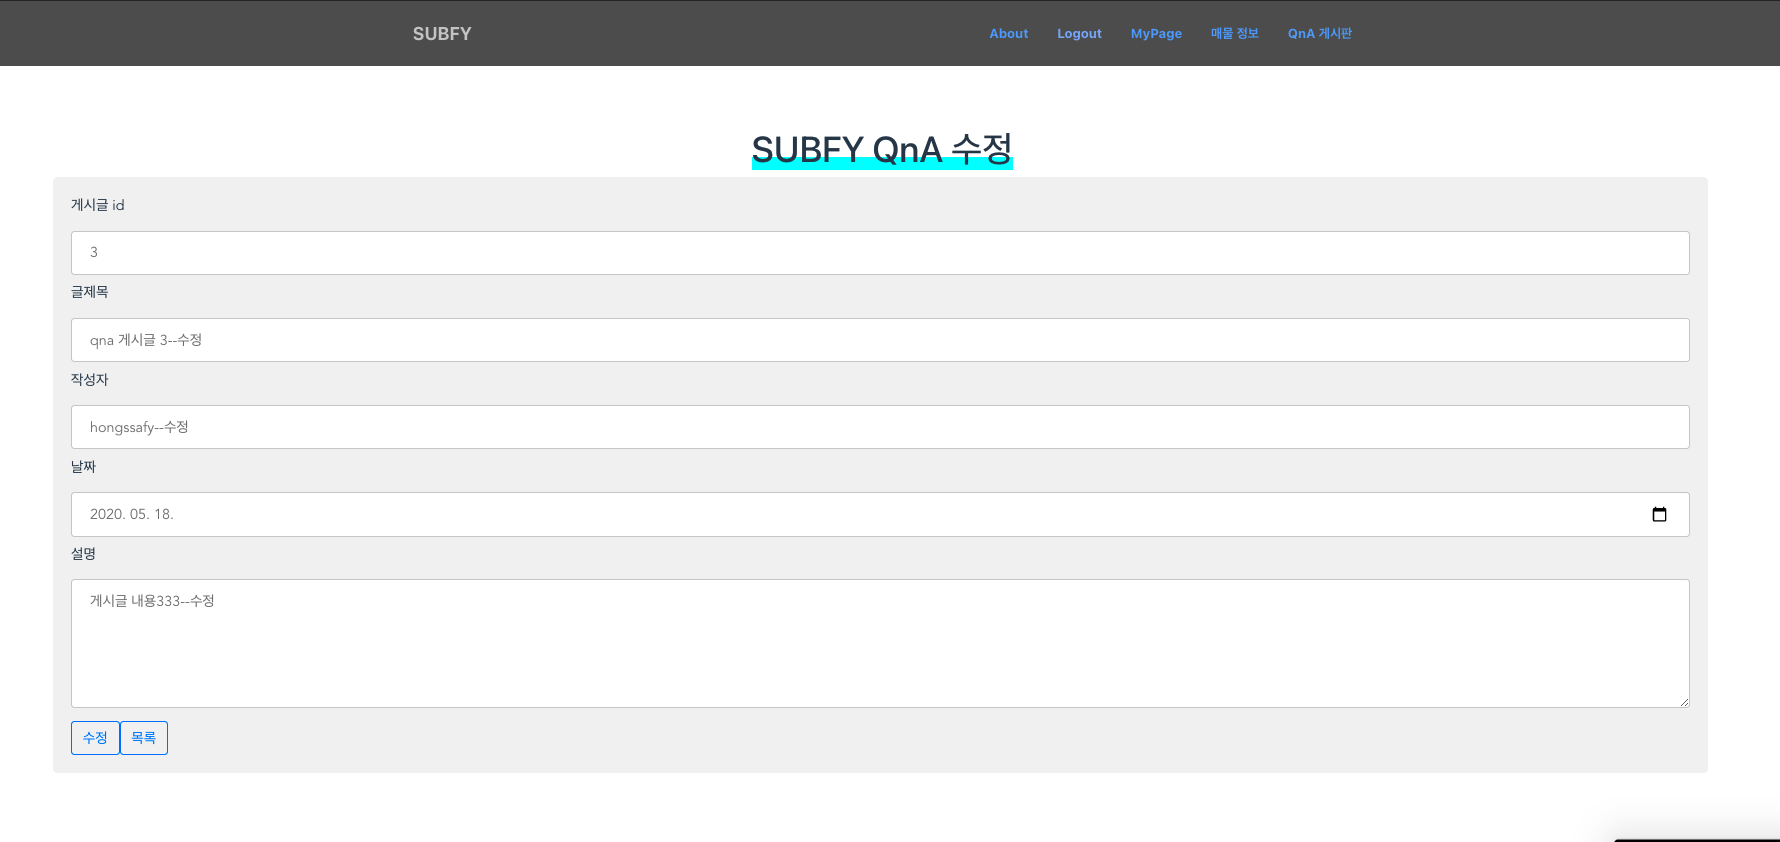 SUBFY About Logout MyPage 매물 정보 QnA 게시판
SUBFY QnA 수정
게시글 id
3
글제목
qna 게시글 3--수정
작성자
hongssafy--수정
날짜
2020. 05. 18.
설명
게시글 내용333--수정
수정 목록